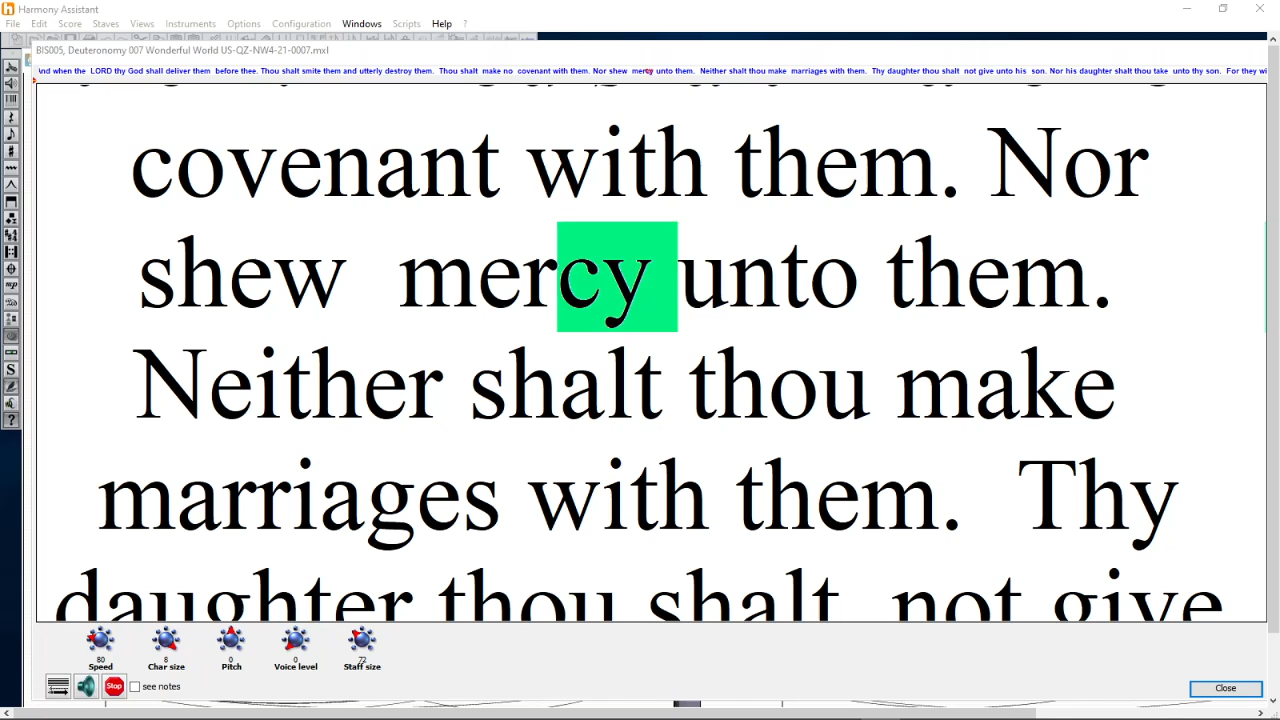 Harmony Assistant
File Edit Score Staves Views Instruments Options Configuration Windows Scripts Help ?
BIS005, Deuteronomy 007 Wonderful World US-QZ-NW4-21-0007.mxl
And when the LORD thy God shall deliver them before thee. Thou shalt smite them and utterly destroy them. Thou shalt make no covenant with them. Nor shew mercy unto them. Neither shalt thou make marriages with them. Thy daughter thou shalt not give unto his son. Nor his daughter shalt thou take unto thy son. For they wi
covenant with them. Nor
shew mercy unto them.
Neither shalt thou make
marriages with them. Thy
daughter thou shalt not give
80 8 0 0 72
Speed Char size Pitch Voice level Staff size
Stop see notes
Close